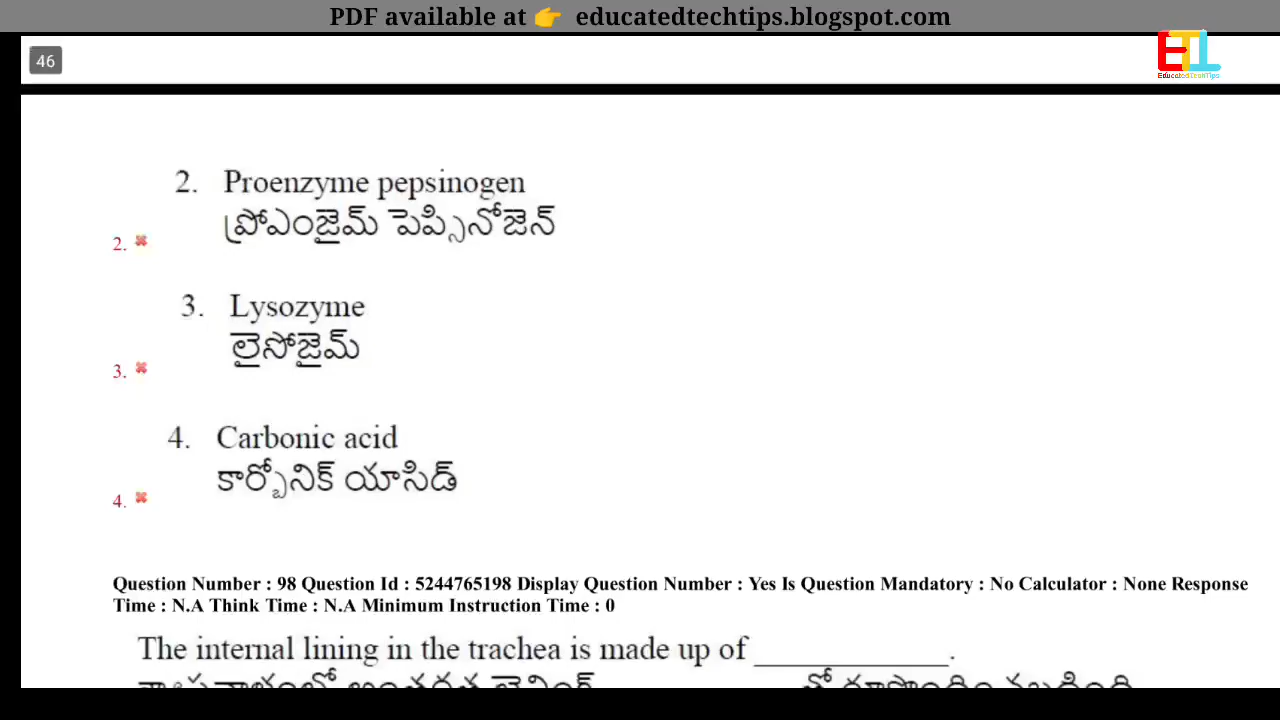 PDF available at 👉 educatedtechtips.blogspot.com
46
ETL
EducatedTechTips
2. Proenzyme pepsinogen
ప్రోఎంజైమ్ పెప్సినోజెన్
2.
3. Lysozyme
లైసోజైమ్
3.
4. Carbonic acid
కార్బోనిక్ యాసిడ్
4.
Question Number : 98 Question Id : 5244765198 Display Question Number : Yes Is Question Mandatory : No Calculator : None Response
Time : N.A Think Time : N.A Minimum Instruction Time : 0
The internal lining in the trachea is made up of ____________.